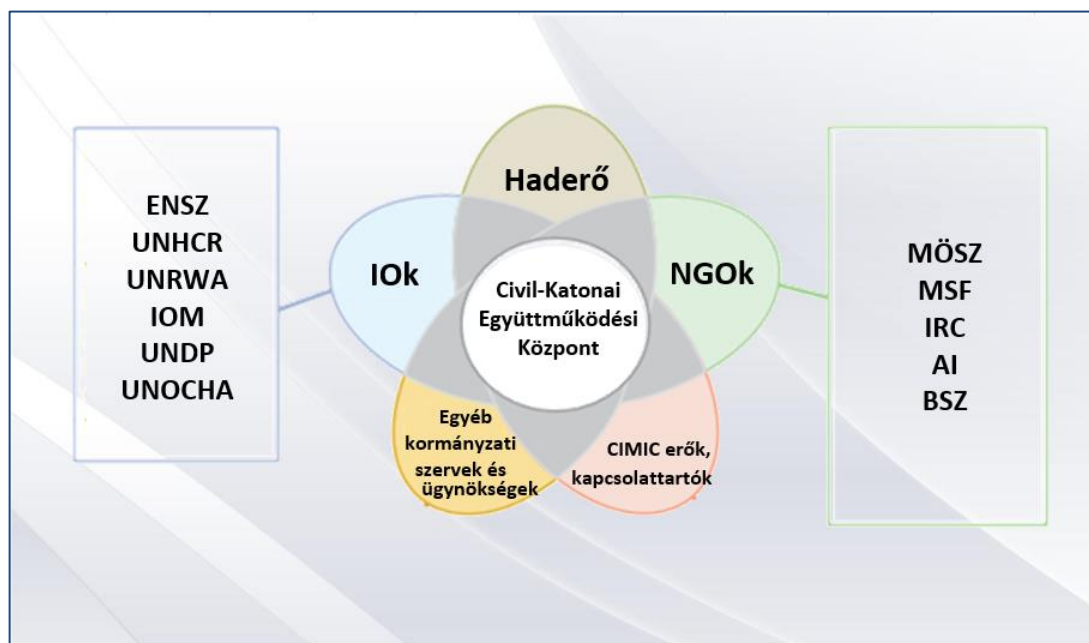 ENSZ
UNHCR
UNRWA
IOM
UNDP
UNOCHA
Haderő
IOk
NGOk
Civil-Katonai
Együttműködési
Központ
Egyéb
kormányzati
szervek és
ügynökségek
CIMIC erők,
kapcsolattartók
MÖSZ
MSF
IRC
AI
BSZ